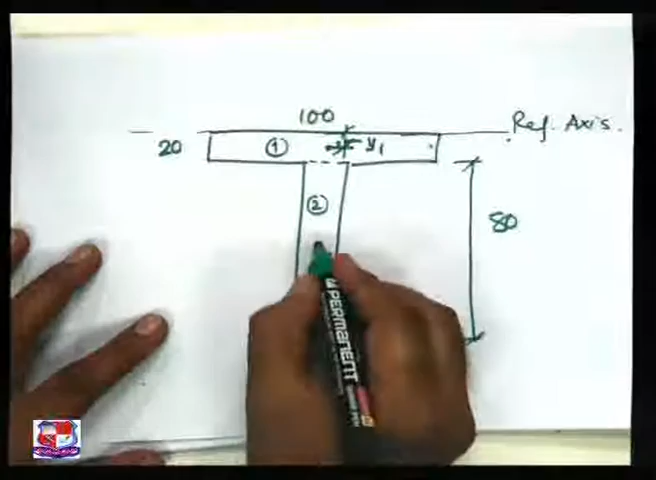 100
Ref. Axis.
20
① y₁
②
80
PERMANENT